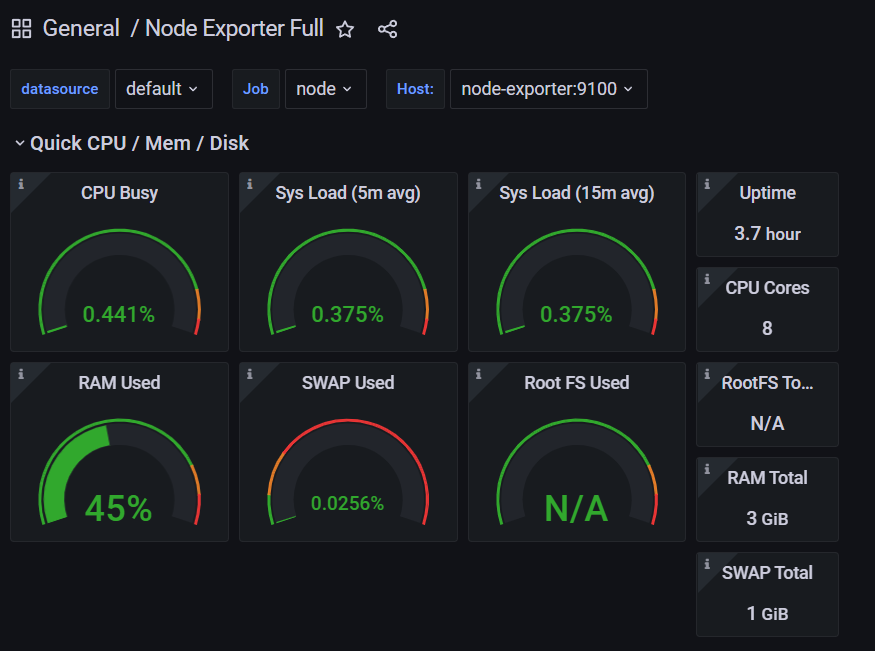 General / Node Exporter Full
datasource default Job node Host: node-exporter:9100
Quick CPU / Mem / Disk
CPU Busy
0.441%
Sys Load (5m avg)
0.375%
Sys Load (15m avg)
0.375%
Uptime
3.7 hour
CPU Cores
8
RAM Used
45%
SWAP Used
0.0256%
Root FS Used
N/A
RootFS To...
N/A
RAM Total
3 GiB
SWAP Total
1 GiB